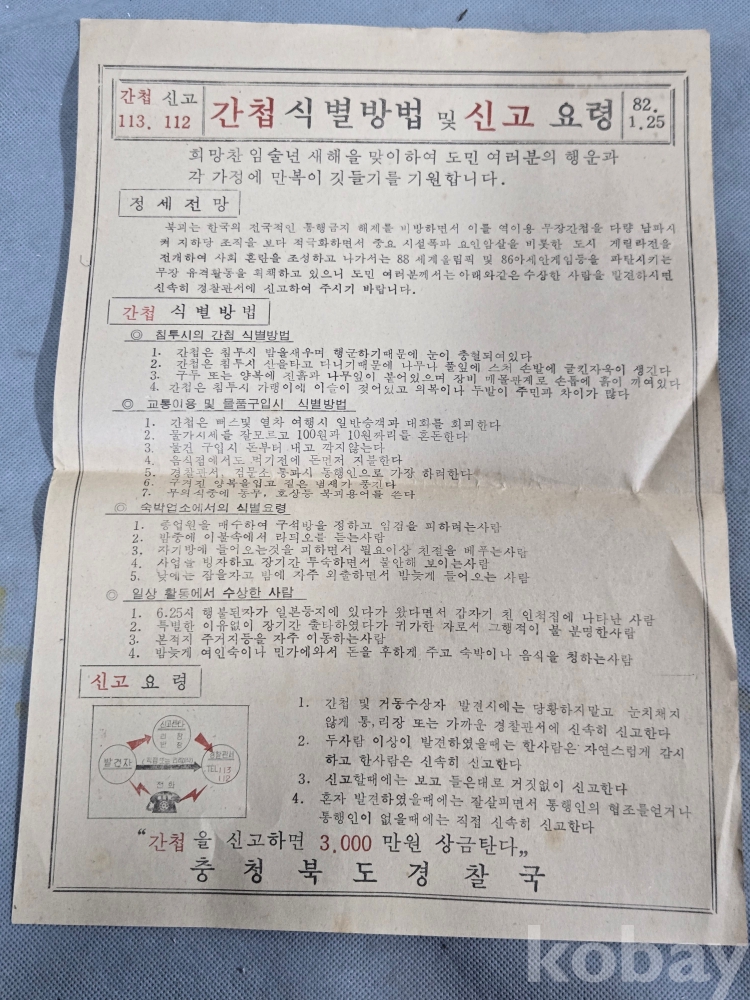 간첩 신고
113. 112
간첩식별방법 및 신고 요령
82.
1.25
희망찬 임술년 새해을 맞이하여 도민 여러분의 행운과
각 가정에 만복이 깃들기를 기원합니다.
정세전망
북괴는 한국의 전국적인 통행금지 해제를 비방하면서 이를 역이용 무장간첩을 다량 남파시
켜 지하당 조직을 보다 적극화하면서 중요 시설폭파 요인암살을 비롯한 도시 게릴라전을
전개하여 사회 혼란을 조성하고 나가서는 88 세계올림픽 및 86아세안게임등을 파탄시키는
무장 유격활동을 획책하고 있으니 도민 여러분께서는 아래와같은 수상한 사람을 발견하시면
신속히 경찰관서에 신고하여 주시기 바랍니다.
간첩 식별방법
◎ 침투시의 간첩 식별방법
1. 간첩은 침투시 밤을새우며 행군하기때문에 눈이 충혈되여있다
2. 간첩은 침투시 산을타고 다니기때문에 나무나 풀잎에 스처 손발에 긁킨자욱이 생긴다
3. 구두 또는 양복에 진흙과 나무잎이 붙어있으며 장비 매몰관계로 손톱에 흙이 끼여있다
4. 간첩은 침투시 가랭이에 이슬이 젖어있고 의복이나 두발이 주민과 차이가 많다
◎ 교통이용 및 물품구입시 식별방법
1. 간첩은 뻐스및 열차 여행시 일반승객과 대화를 회피한다
2. 물가시세를 잘모르고 100원과 10원짜리를 혼돈한다
3. 물건 구입시 돈부터 내고 깍지않는다
4. 음식점에서도 먹기전에 돈먼저 지불한다
5. 경찰관서, 검문소 통과시 동행인으로 가장 하려한다
6. 구겨진 양복을입고 짙은 냄새가 풍긴다
7. 무의식중에 동무, 호상등 북괴용어를 쓴다
◎ 숙박업소에서의 식별요령
1. 종업원을 매수하여 구석방을 정하고 임검을 피하려는사람
2. 밤중에 이불속에서 라듸오를 듣는사람
3. 자기방에 들어오는것을 피하면서 필요이상 친절을 베푸는사람
4. 사업을 빙자하고 장기간 투숙하면서 불안해 보이는사람
5. 낮에는 잠을자고 밤에 자주 외출하면서 밤늦게 들어오는 사람
◎ 일상 활동에서 수상한 사람
1. 6.25시 행불된자가 일본등지에 있다가 왔다면서 갑자기 친 인척집에 나타난 사람
2. 특별한 이유없이 장기간 출타하였다가 귀가한 자로서 그행적이 불 분명한사람
3. 본적지 주거지등을 자주 이동하는사람
4. 밤늦게 여인숙이나 민가에와서 돈을 후하게 주고 숙박이나 음식을 청하는사람
신고 요령
발견자
신고한다
리 장
반 장
경찰관서
TEL 113
112
전 화
1. 간첩 및 거동수상자 발견시에는 당황하지말고 눈치채지
않게 통,리장 또는 가까운 경찰관서에 신속히 신고한다
2. 두사람 이상이 발견하였을때는 한사람은 자연스럽게 감시
하고 한사람은 신속히 신고한다
3. 신고할때에는 보고 들은대로 거짓없이 신고한다
4. 혼자 발견하였을때에는 잘살피면서 통행인의 협조를얻거나
통행인이 없을때에는 직접 신속히 신고한다
"간첩을 신고하면 3.000 만원 상금탄다„
충청북도경찰국
kobay